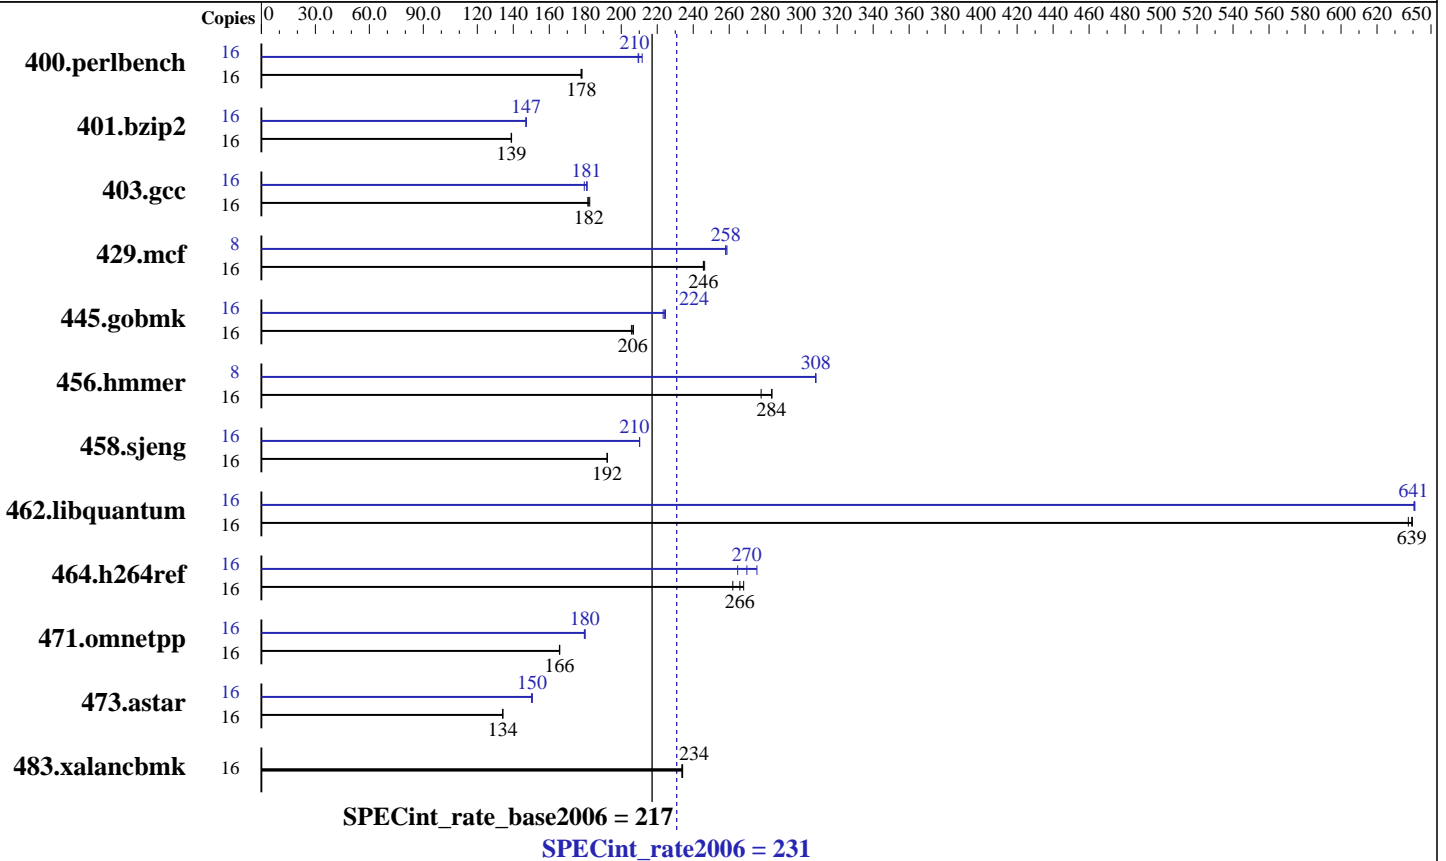 Copies 0 30.0 60.0 90.0 120 140 160 180 200 220 240 260 280 300 320 340 360 380 400 420 440 460 480 500 520 540 560 580 600 620 650
400.perlbench 16 210
16 178
401.bzip2 16 147
16 139
403.gcc 16 181
16 182
429.mcf 8 258
16 246
445.gobmk 16 224
16 206
456.hmmer 8 308
16 284
458.sjeng 16 210
16 192
462.libquantum 16 641
16 639
464.h264ref 16 270
16 266
471.omnetpp 16 180
16 166
473.astar 16 150
16 134
483.xalancbmk 16 234
SPECint_rate_base2006 = 217
SPECint_rate2006 = 231